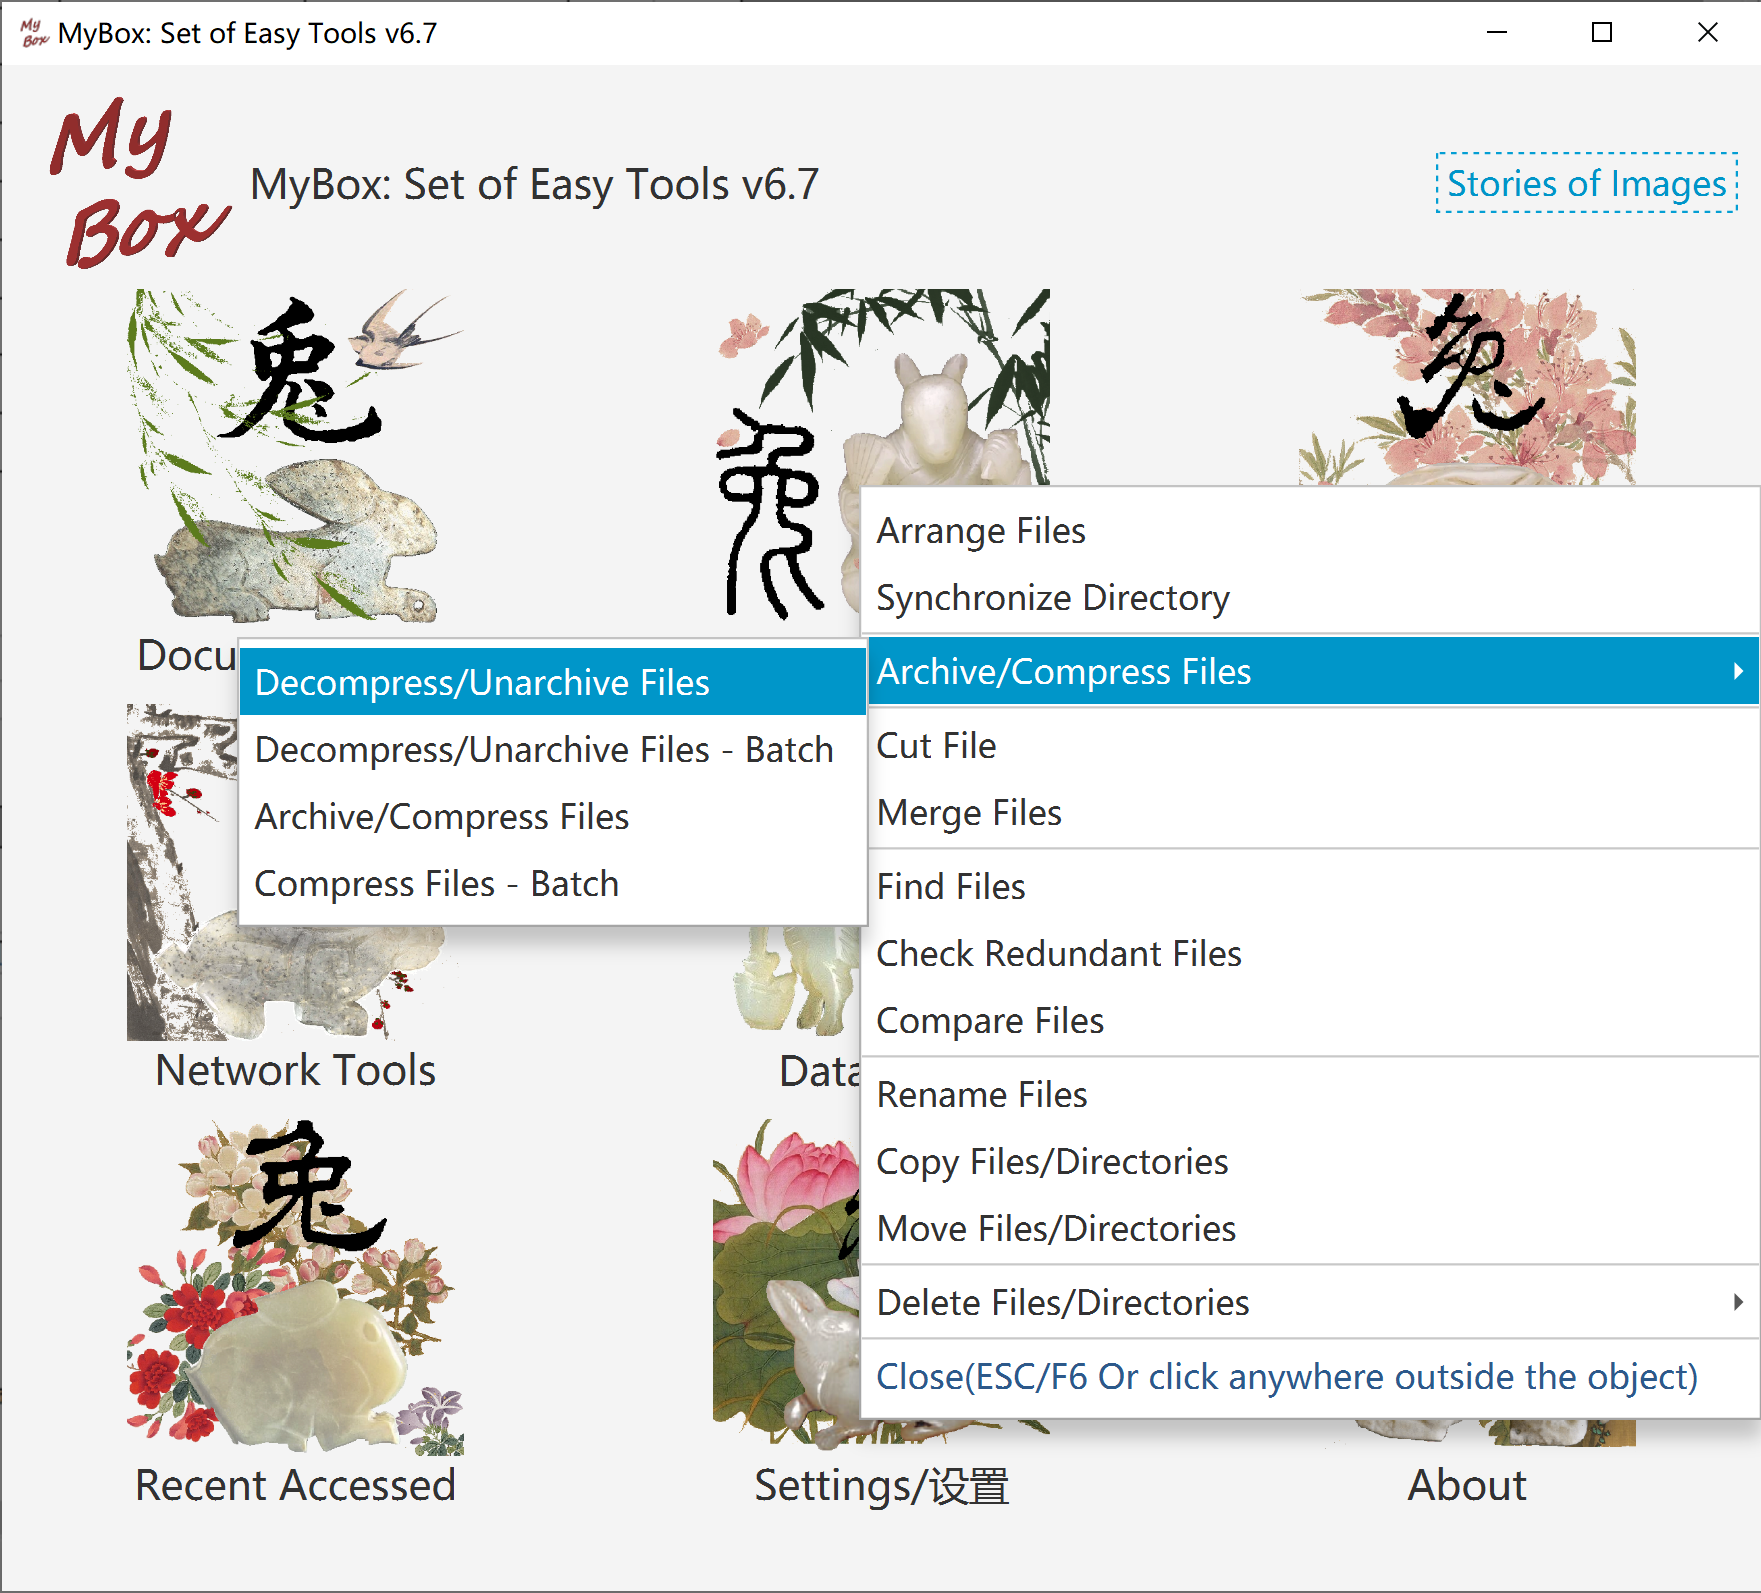 My Box MyBox: Set of Easy Tools v6.7
My
Box
MyBox: Set of Easy Tools v6.7
Stories of Images
兔
兔
兔
Arrange Files
Synchronize Directory
Docu
Decompress/Unarchive Files
Archive/Compress Files
Decompress/Unarchive Files - Batch
Cut File
Archive/Compress Files
Merge Files
Compress Files - Batch
Find Files
Check Redundant Files
Compare Files
Network Tools
Data
Rename Files
Copy Files/Directories
Move Files/Directories
兔
Delete Files/Directories
Close(ESC/F6 Or click anywhere outside the object)
Recent Accessed
Settings/设置
About